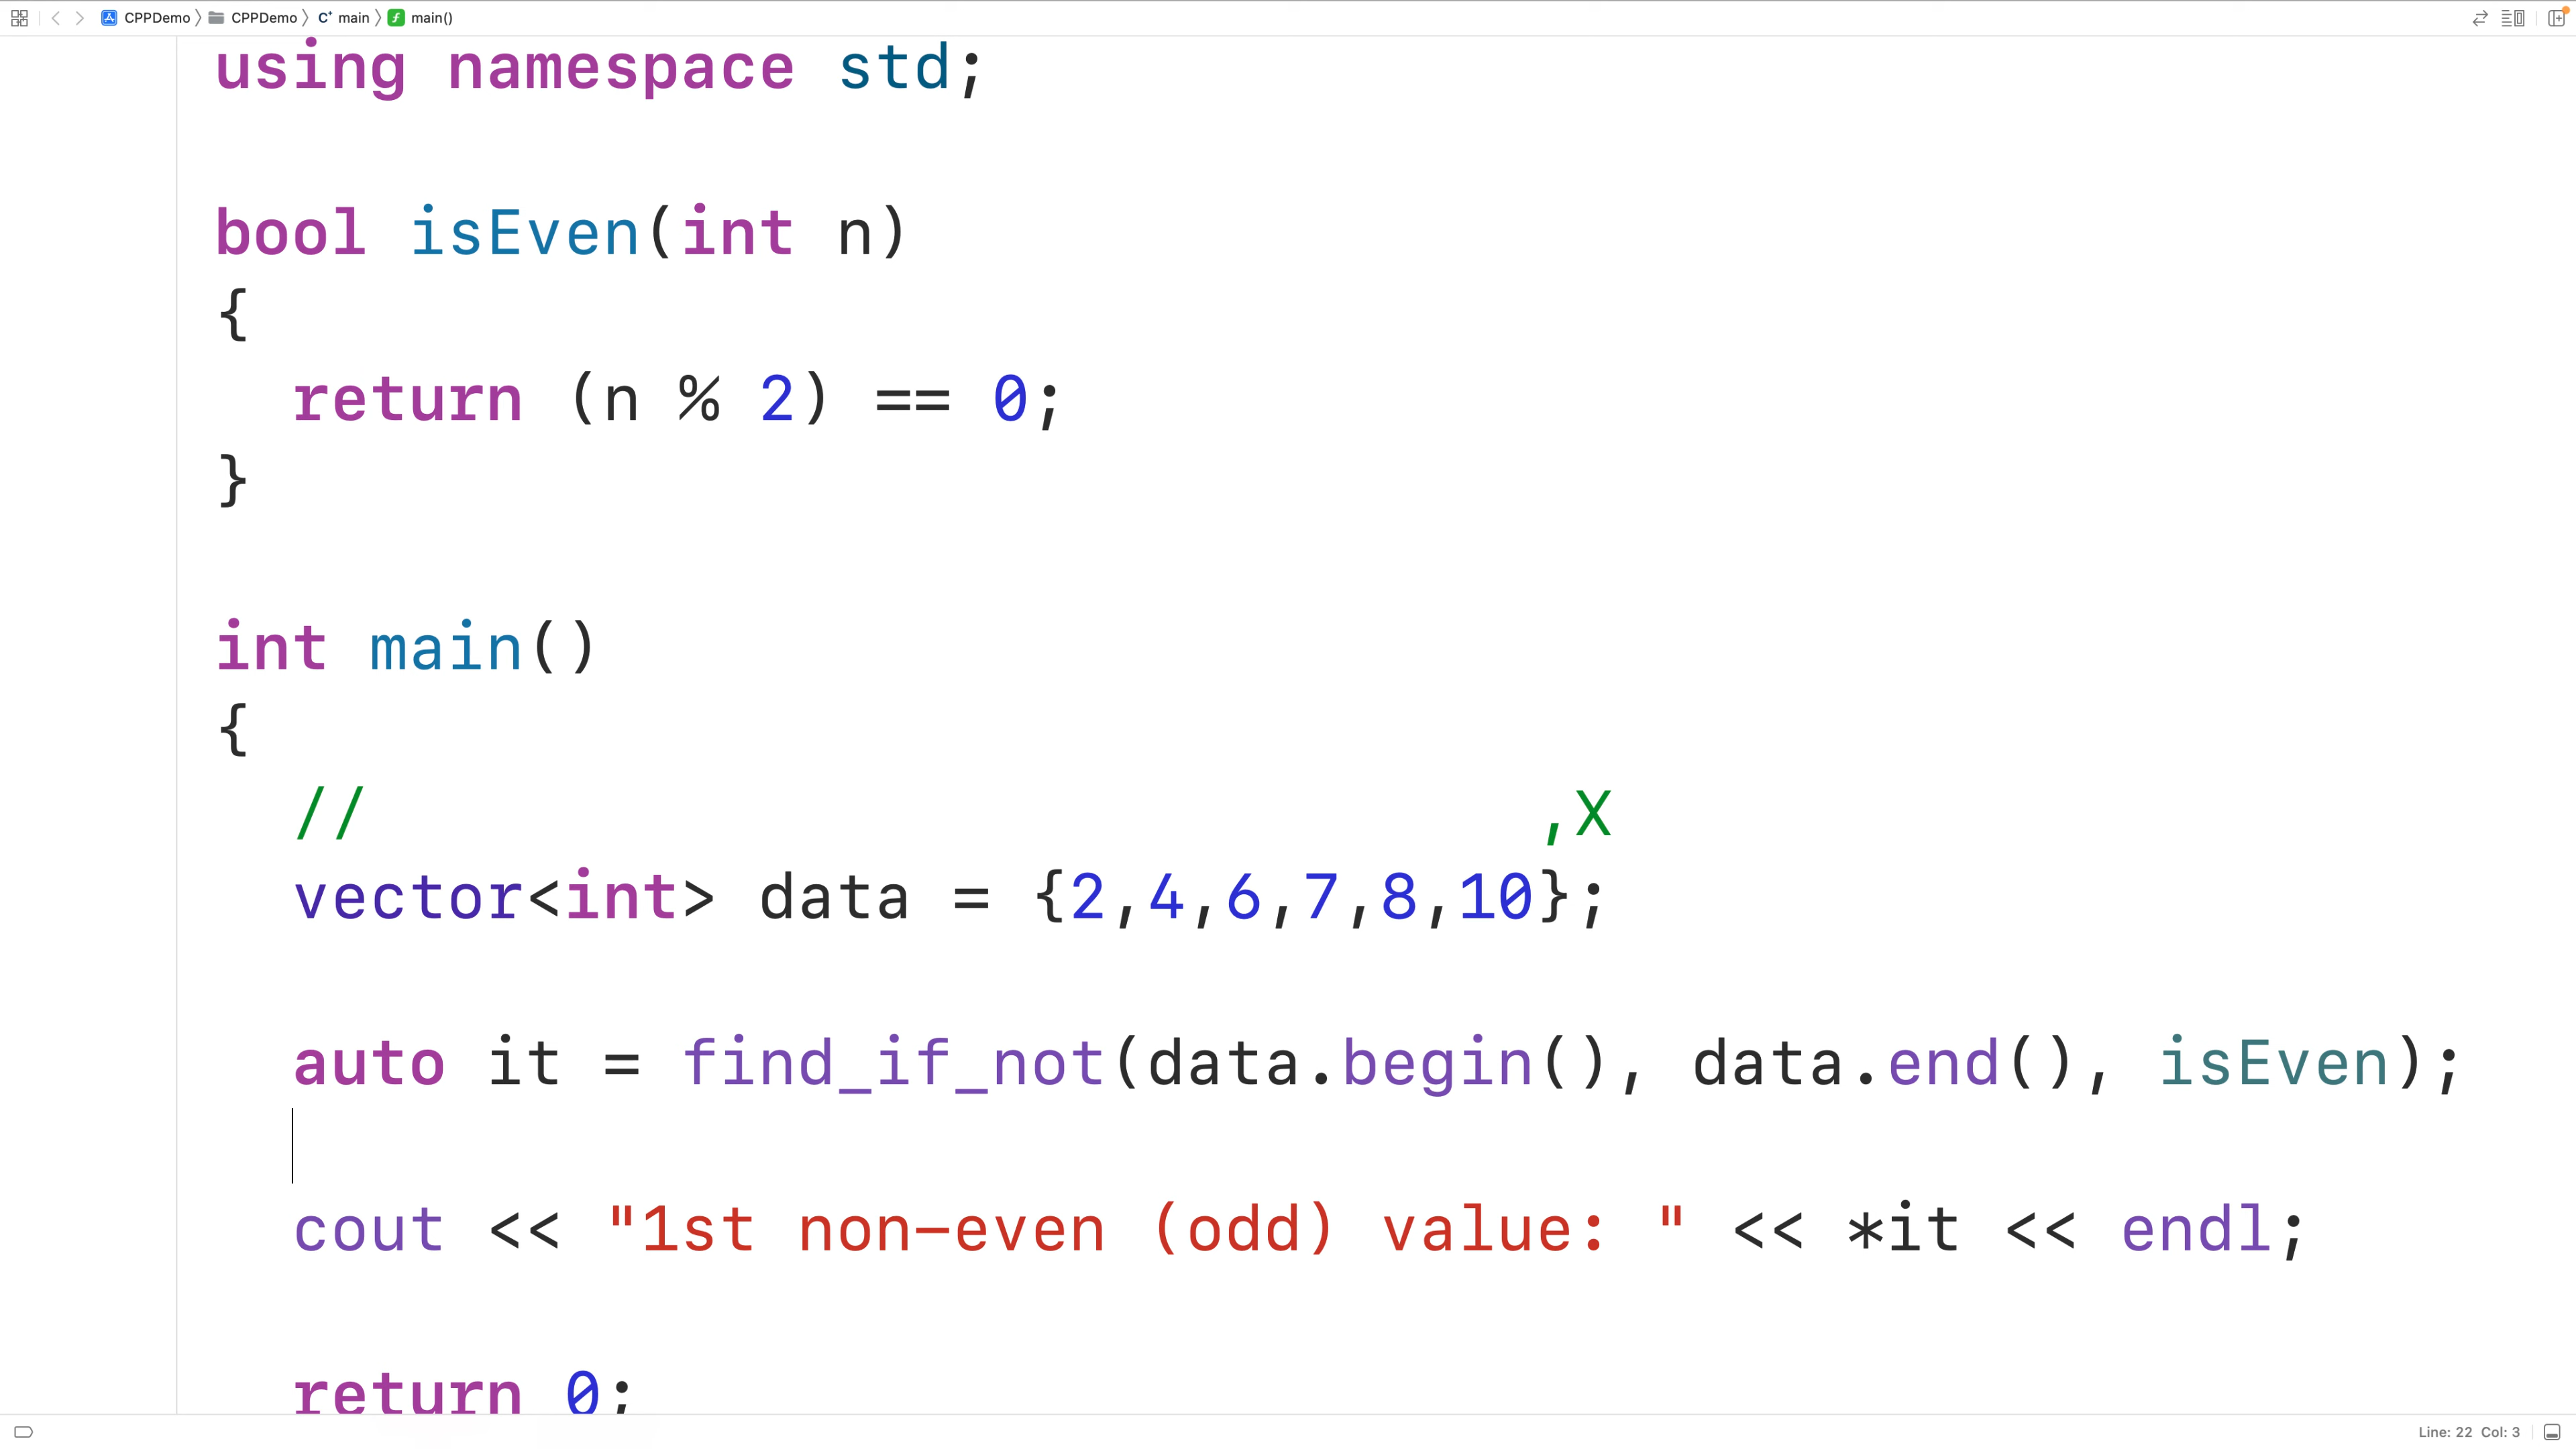 CPPDemo CPPDemo C+ main f main()
using namespace std;
bool isEven(int n)
{
return (n % 2) == 0;
}
int main()
{
// ,X
vector<int> data = {2,4,6,7,8,10};
auto it = find_if_not(data.begin(), data.end(), isEven);
cout << "1st non-even (odd) value: " << *it << endl;
return 0;
Line: 22 Col: 3